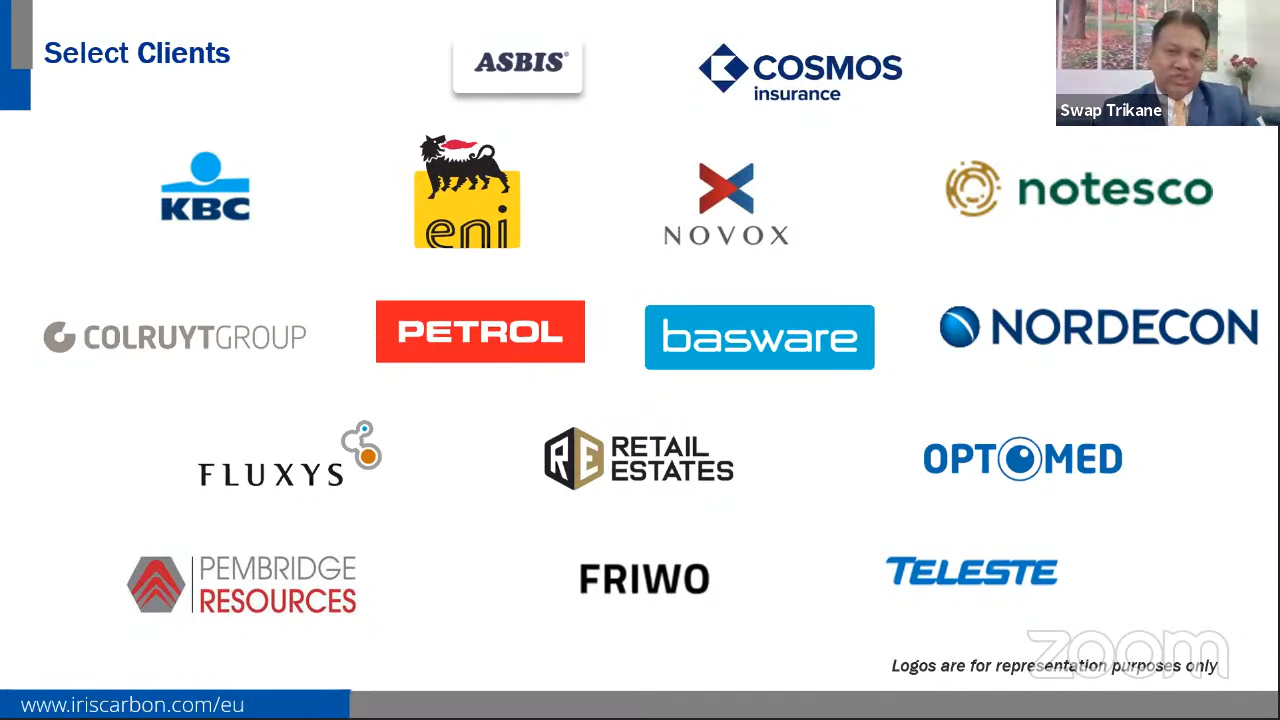 Select Clients
ASBIS®
COSMOS
insurance
Swap Trikane
KBC
eni
NOVOX
notesco
COLRUYTGROUP
PETROL
basware
NORDECON
FLUXYS
RE RETAIL
ESTATES
OPTOMED
PEMBRIDGE
RESOURCES
FRIWO
TELESTE
zoom
Logos are for representation purposes only
www.iriscarbon.com/eu